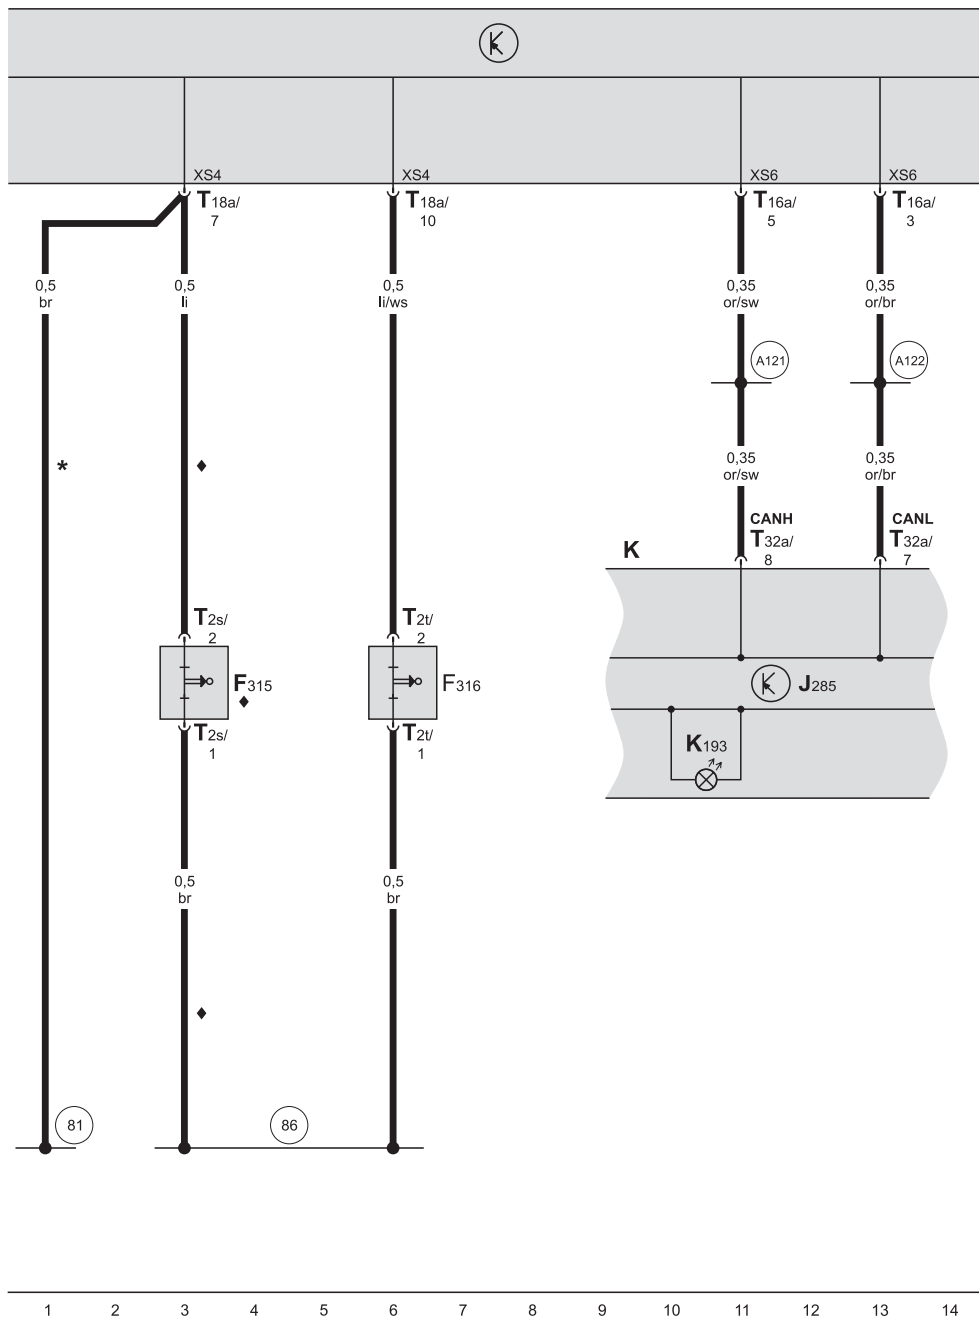 XS4 XS4 XS6 XS6
T18a/ T18a/ T16a/ T16a/
7 10 5 3
0,5 0,5 0,5 0,35 0,35
br li li/ws or/sw or/br
A121 A122
* ♦
0,35 0,35
or/sw or/br
CANH CANL
K T32a/ T32a/
8 7
T2s/ T2t/
2 2
F315 F316 J285
♦
T2s/ T2t/ K193
1 1
0,5 0,5
br br
♦
81 86
1 2 3 4 5 6 7 8 9 10 11 12 13 14